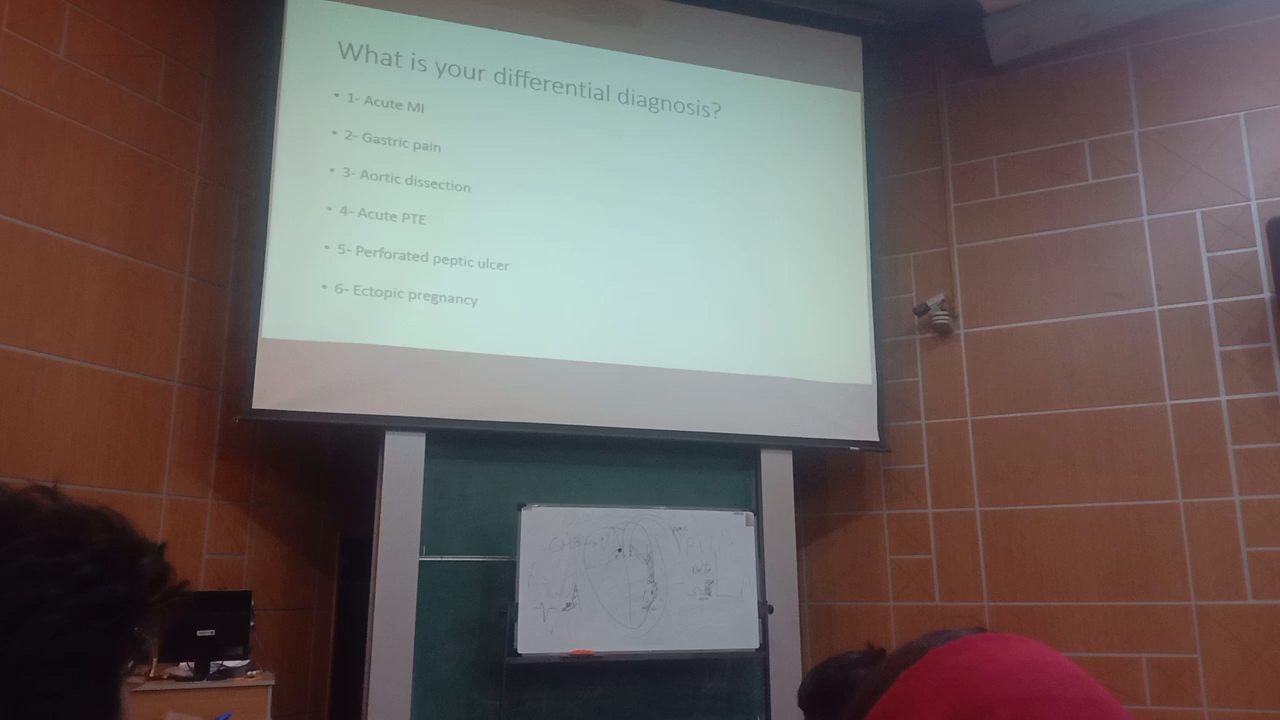 What is your differential diagnosis?
• 1- Acute MI
• 2- Gastric pain
• 3- Aortic dissection
• 4- Acute PTE
• 5- Perforated peptic ulcer
• 6- Ectopic pregnancy